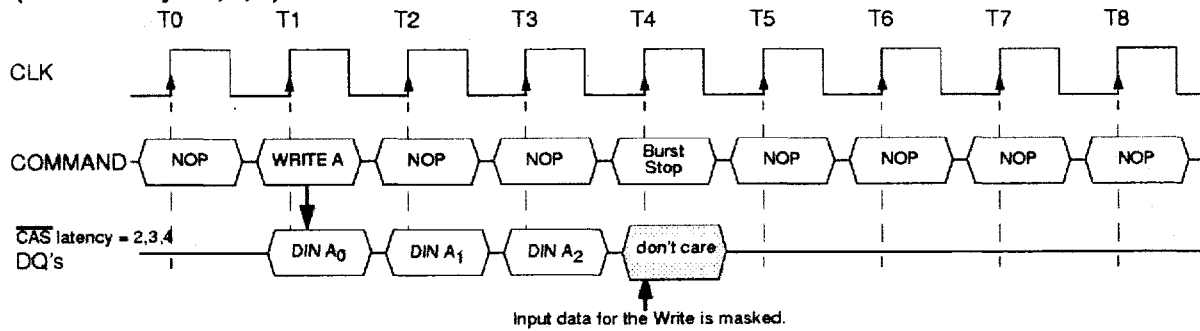 T0 T1 T2 T3 T4 T5 T6 T7 T8
CLK
COMMAND NOP WRITE A NOP NOP Burst Stop NOP NOP NOP NOP
CAS latency = 2,3,4
DQ's DIN A0 DIN A1 DIN A2 don't care
Input data for the Write is masked.